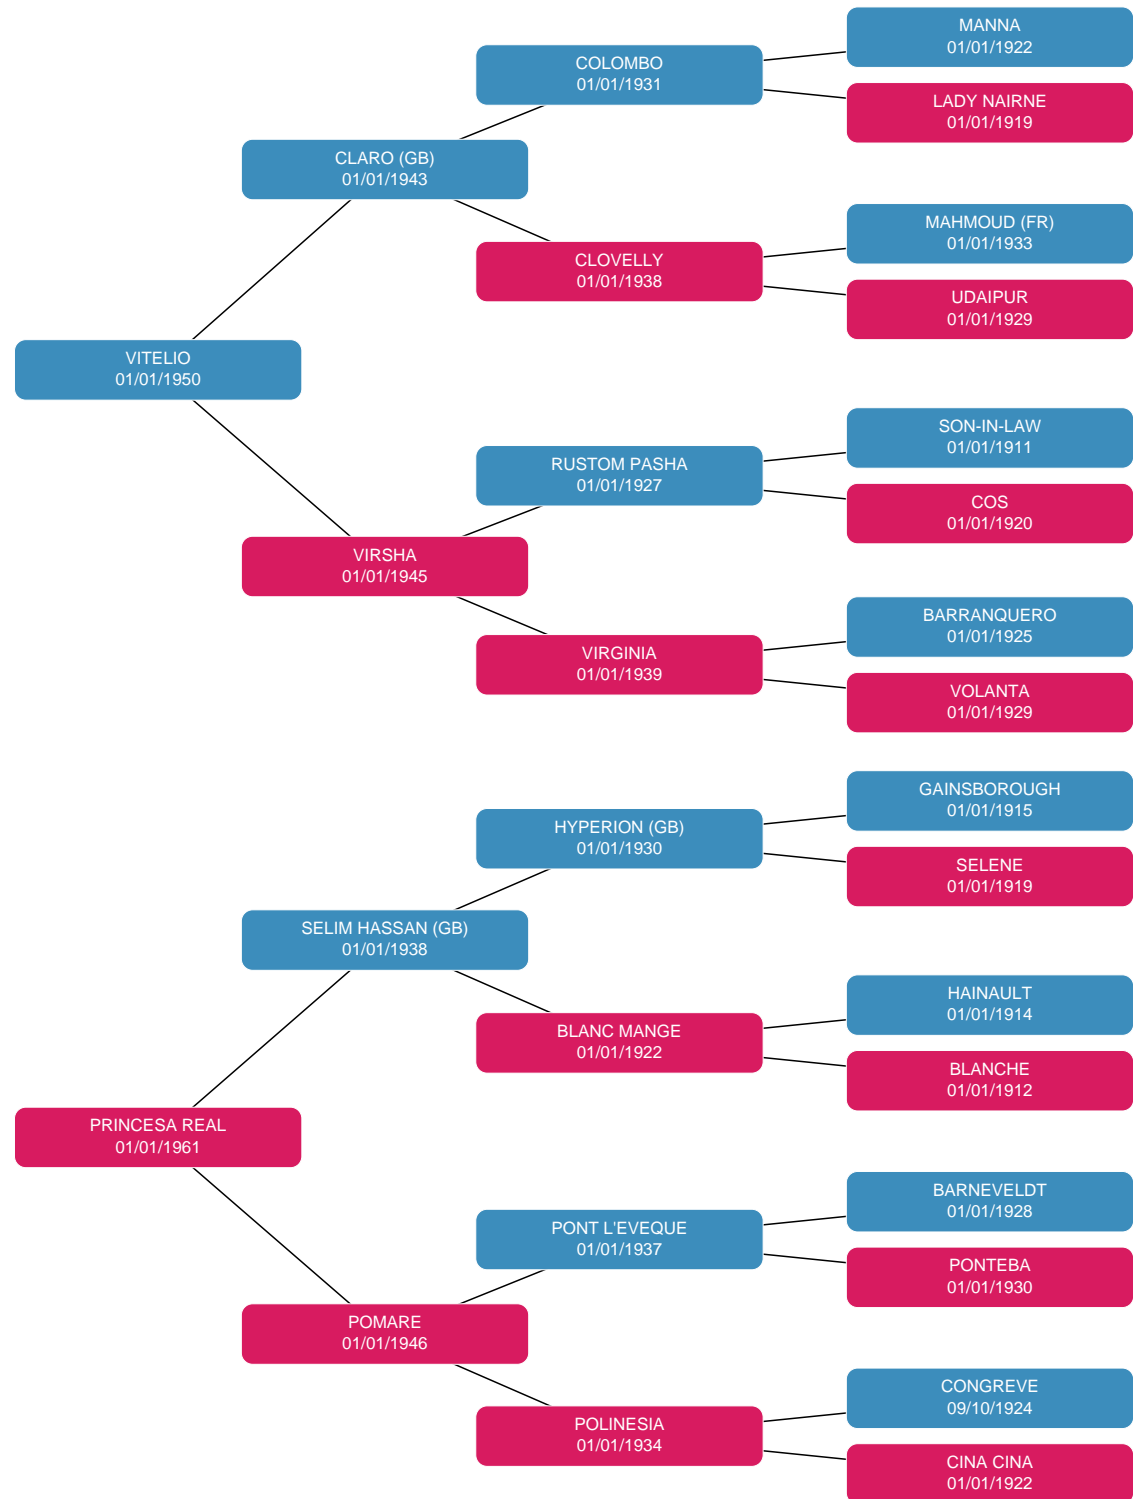 MANNA
01/01/1922
COLOMBO
01/01/1931
LADY NAIRNE
01/01/1919
CLARO (GB)
01/01/1943
MAHMOUD (FR)
01/01/1933
CLOVELLY
01/01/1938
UDAIPUR
01/01/1929
VITELIO
01/01/1950
SON-IN-LAW
01/01/1911
RUSTOM PASHA
01/01/1927
COS
01/01/1920
VIRSHA
01/01/1945
BARRANQUERO
01/01/1925
VIRGINIA
01/01/1939
VOLANTA
01/01/1929
GAINSBOROUGH
01/01/1915
HYPERION (GB)
01/01/1930
SELENE
01/01/1919
SELIM HASSAN (GB)
01/01/1938
HAINAULT
01/01/1914
BLANC MANGE
01/01/1922
BLANCHE
01/01/1912
PRINCESA REAL
01/01/1961
BARNEVELDT
01/01/1928
PONT L'EVEQUE
01/01/1937
PONTEBA
01/01/1930
POMARE
01/01/1946
CONGREVE
09/10/1924
POLINESIA
01/01/1934
CINA CINA
01/01/1922